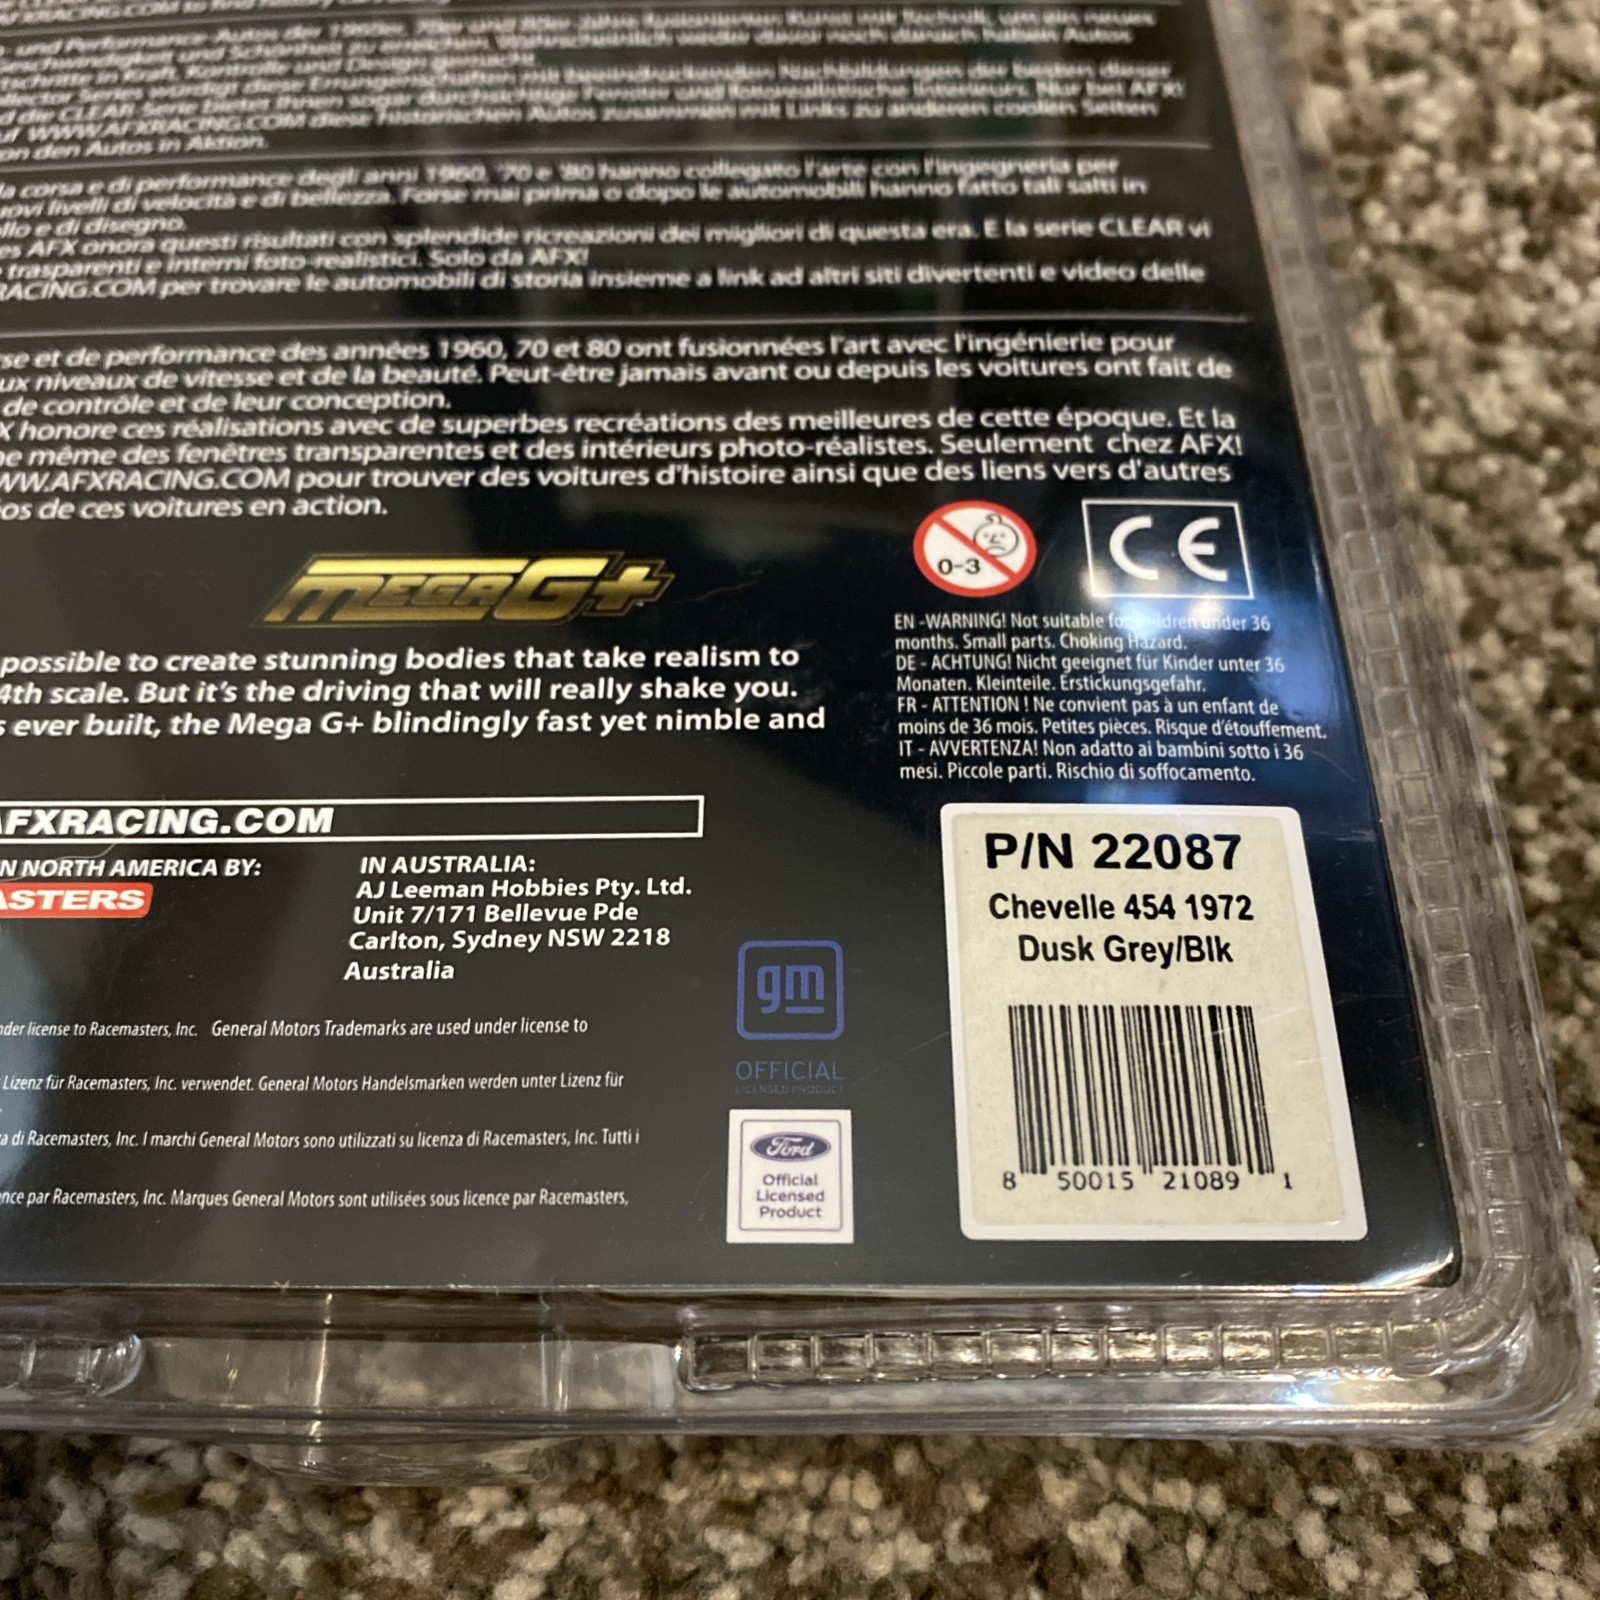 XRACING.COM
und Performance-Autos der 1960er, 70er und 80er Jahre fusionieren Kunst mit Technik, um ein neues
schwindigkeit und Schönheit zu erreichen. Wahrscheinlich weder davor noch danach haben Autos
schritte in Kraft, Kontrolle und Design gemacht.
lector Series würdigt diese Errungenschaften mit beeindruckenden Nachbildungen der besten dieser
d die CLEAR Serie bietet Ihnen sogar durchsichtige Fenster und fotorealistische Interieurs. Nur bei AFX!
uf WWW.AFXRACING.COM diese historischen Autos zusammen mit Links zu anderen coolen Seiten
on den Autos in Aktion.
la corsa e di performance degli anni 1960, '70 e '80 hanno collegato l'arte con l'ingegneria per
uovi livelli di velocità e di bellezza. Forse mai prima o dopo le automobili hanno fatto tali salti in
llo e di disegno.
es AFX onora questi risultati con splendide ricreazioni dei migliori di questa era. E la serie CLEAR vi
trasparenti e interni foto-realistici. Solo da AFX!
RACING.COM per trovare le automobili di storia insieme a link ad altri siti divertenti e video delle
se et de performance des années 1960, 70 et 80 ont fusionnées l'art avec l'ingénierie pour
ux niveaux de vitesse et de la beauté. Peut-être jamais avant ou depuis les voitures ont fait de
de contrôle et de leur conception.
X honore ces réalisations avec de superbes recréations des meilleures de cette époque. Et la
ne même des fenêtres transparentes et des intérieurs photo-réalistes. Seulement chez AFX!
WW.AFXRACING.COM pour trouver des voitures d'histoire ainsi que des liens vers d'autres
os de ces voitures en action.
0-3
CE
MEGA G+
EN -WARNING! Not suitable for children under 36
months. Small parts. Choking Hazard.
DE - ACHTUNG! Nicht geeignet für Kinder unter 36
Monaten. Kleinteile. Erstickungsgefahr.
FR - ATTENTION ! Ne convient pas à un enfant de
moins de 36 mois. Petites pièces. Risque d'étouffement.
IT - AVVERTENZA! Non adatto ai bambini sotto i 36
mesi. Piccole parti. Rischio di soffocamento.
possible to create stunning bodies that take realism to
4th scale. But it's the driving that will really shake you.
s ever built, the Mega G+ blindingly fast yet nimble and
AFXRACING.COM
N NORTH AMERICA BY:
ASTERS
IN AUSTRALIA:
AJ Leeman Hobbies Pty. Ltd.
Unit 7/171 Bellevue Pde
Carlton, Sydney NSW 2218
Australia
nder license to Racemasters, Inc. General Motors Trademarks are used under license to
Lizenz für Racemasters, Inc. verwendet. General Motors Handelsmarken werden unter Lizenz für
a di Racemasters, Inc. I marchi General Motors sono utilizzati su licenza di Racemasters, Inc. Tutti i
nce par Racemasters, Inc. Marques General Motors sont utilisées sous licence par Racemasters,
gm
OFFICIAL
LICENSED PRODUCT
Ford
Official
Licensed
Product
P/N 22087
Chevelle 454 1972
Dusk Grey/Blk
8 50015 21089 1